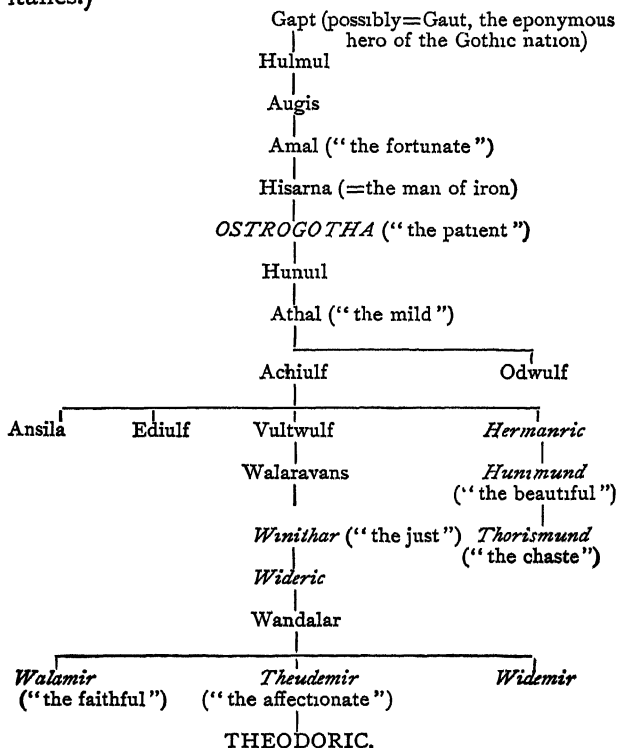 italics.)
Gapt (possibly=Gaut, the eponymous
hero of the Gothic nation)
Hulmul
Augis
Amal (“the fortunate”)
Hisarna (=the man of iron)
OSTROGOTHA (“the patient”)
Hunuil
Athal (“the mild”)
Achiulf Odwulf
Ansila Ediulf Vultwulf Hermanric
Walaravans Hunimund
(“the beautiful”)
Winithar (“the just”) Thorismund
(“the chaste”)
Wideric
Wandalar
Walamir Theudemir Widemir
(“the faithful”) (“the affectionate”)
THEODORIC.